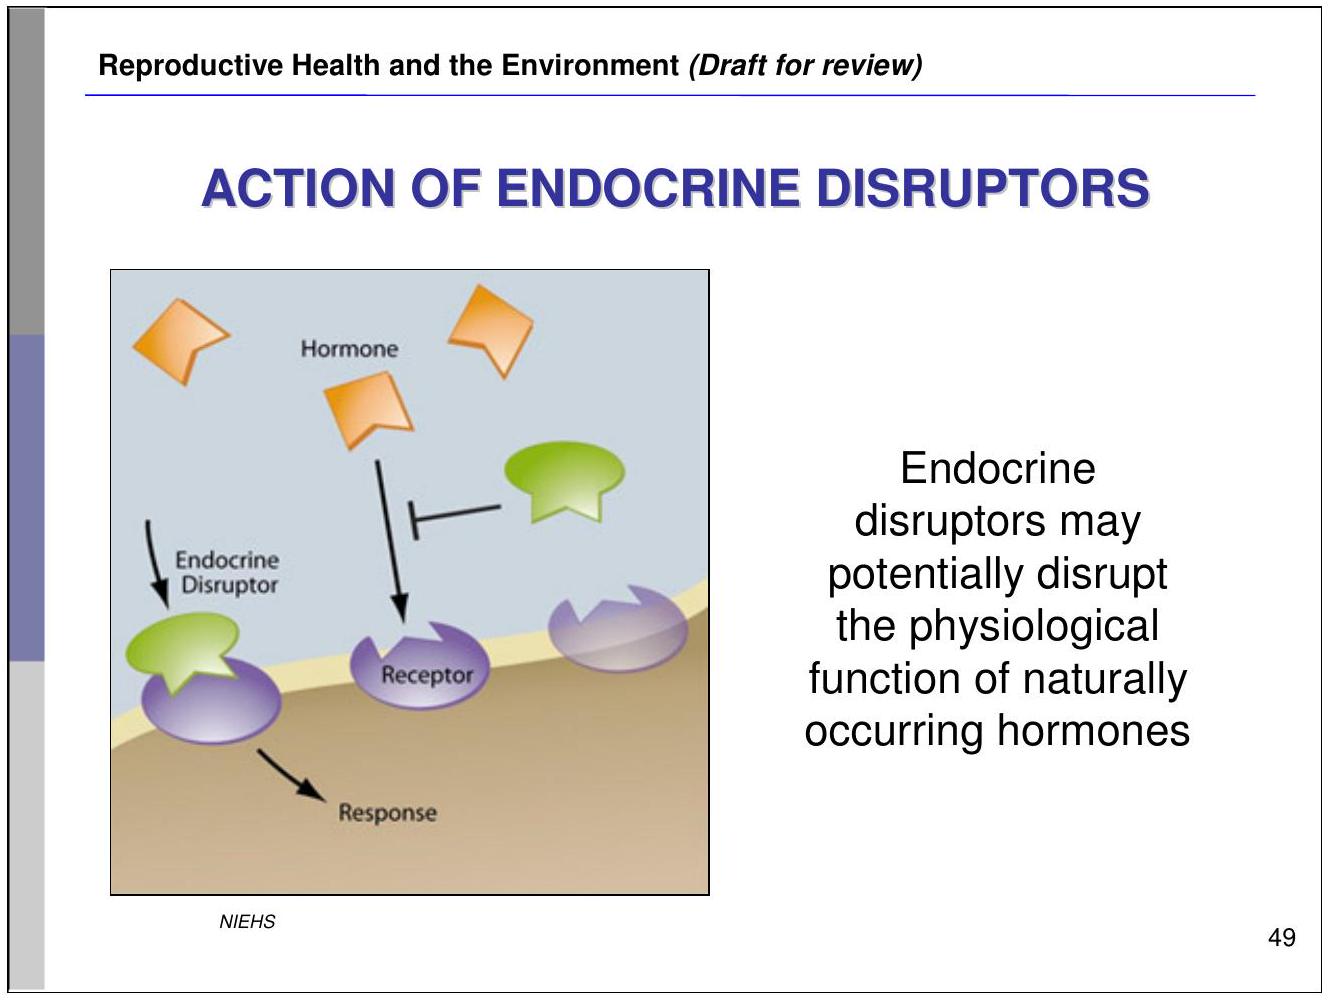 Reproductive Health and the Environment (Draft for review)
ACTION OF ENDOCRINE DISRUPTORS
Hormone
Endocrine
Disruptor
Receptor
Response
NIEHS
Endocrine
disruptors may
potentially disrupt
the physiological
function of naturally
occurring hormones
49